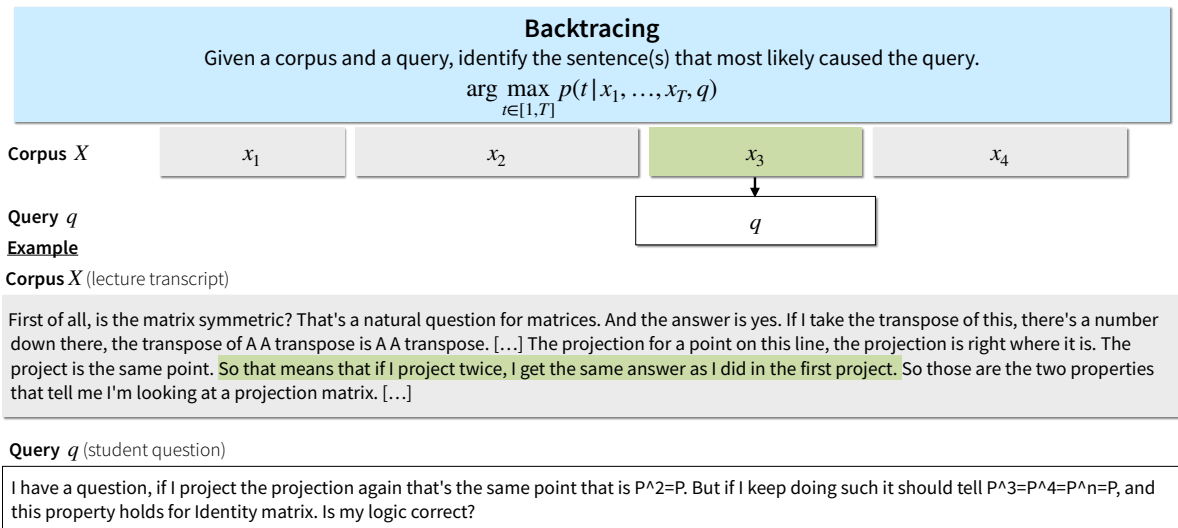 Backtracing
Given a corpus and a query, identify the sentence(s) that most likely caused the query.
arg max p(t|x₁, …, x_T, q)
t∈[1,T]
Corpus X x₁ x₂ x₃ x₄
Query q q
Example
Corpus X (lecture transcript)
First of all, is the matrix symmetric? That's a natural question for matrices. And the answer is yes. If I take the transpose of this, there's a number
down there, the transpose of A A transpose is A A transpose. […] The projection for a point on this line, the projection is right where it is. The
project is the same point. So that means that if I project twice, I get the same answer as I did in the first project. So those are the two properties
that tell me I'm looking at a projection matrix. […]
Query q (student question)
I have a question, if I project the projection again that's the same point that is P^2=P. But if I keep doing such it should tell P^3=P^4=P^n=P, and
this property holds for Identity matrix. Is my logic correct?